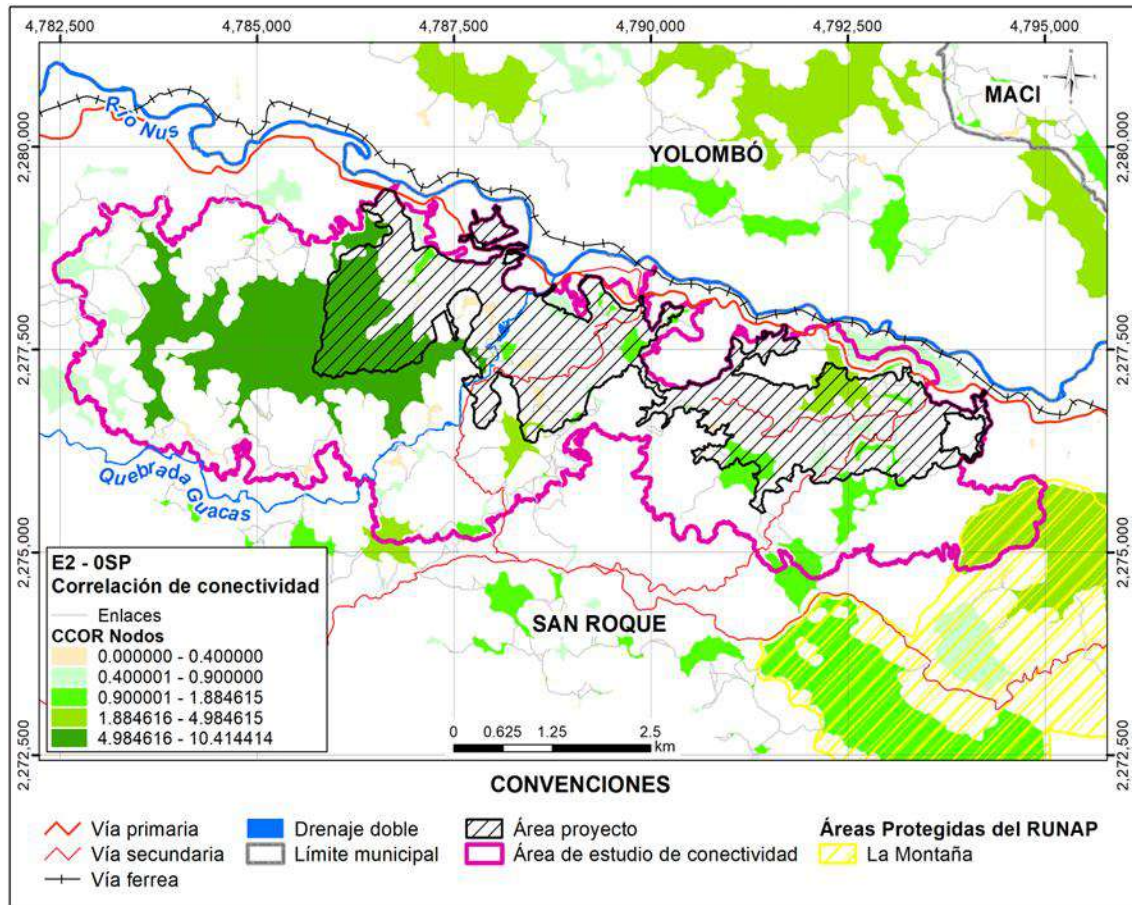 4,782,500 4,785,000 4,787,500 4,790,000 4,792,500 4,795,000
N
W E
S
MACI
Río Nus
YOLOMBÓ
2,280,000 2,280,000
2,277,500 2,277,500
Quebrada Guacas
2,275,000 2,275,000
SAN ROQUE
E2 - 0SP
Correlación de conectividad
Enlaces
CCOR Nodos
0.000000 - 0.400000
0.400001 - 0.900000
0.900001 - 1.884615
1.884616 - 4.984615
4.984616 - 10.414414
0 0.625 1.25 2.5
km
2,272,500 2,272,500
CONVENCIONES
Vía primaria
Vía secundaria
Vía ferrea
Drenaje doble
Límite municipal
Área proyecto
Área de estudio de conectividad
Áreas Protegidas del RUNAP
La Montaña